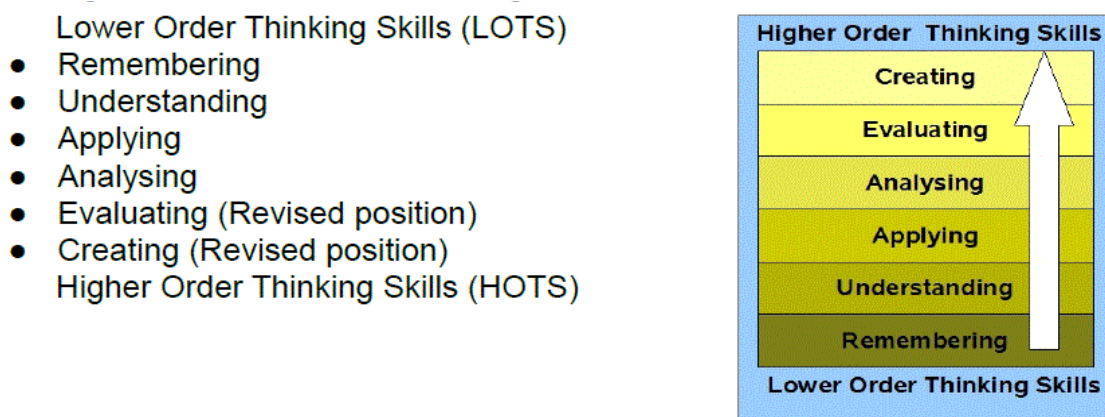 Lower Order Thinking Skills (LOTS)
● Remembering
● Understanding
● Applying
● Analysing
● Evaluating (Revised position)
● Creating (Revised position)
Higher Order Thinking Skills (HOTS)
Higher Order Thinking Skills
Creating
Evaluating
Analysing
Applying
Understanding
Remembering
Lower Order Thinking Skills